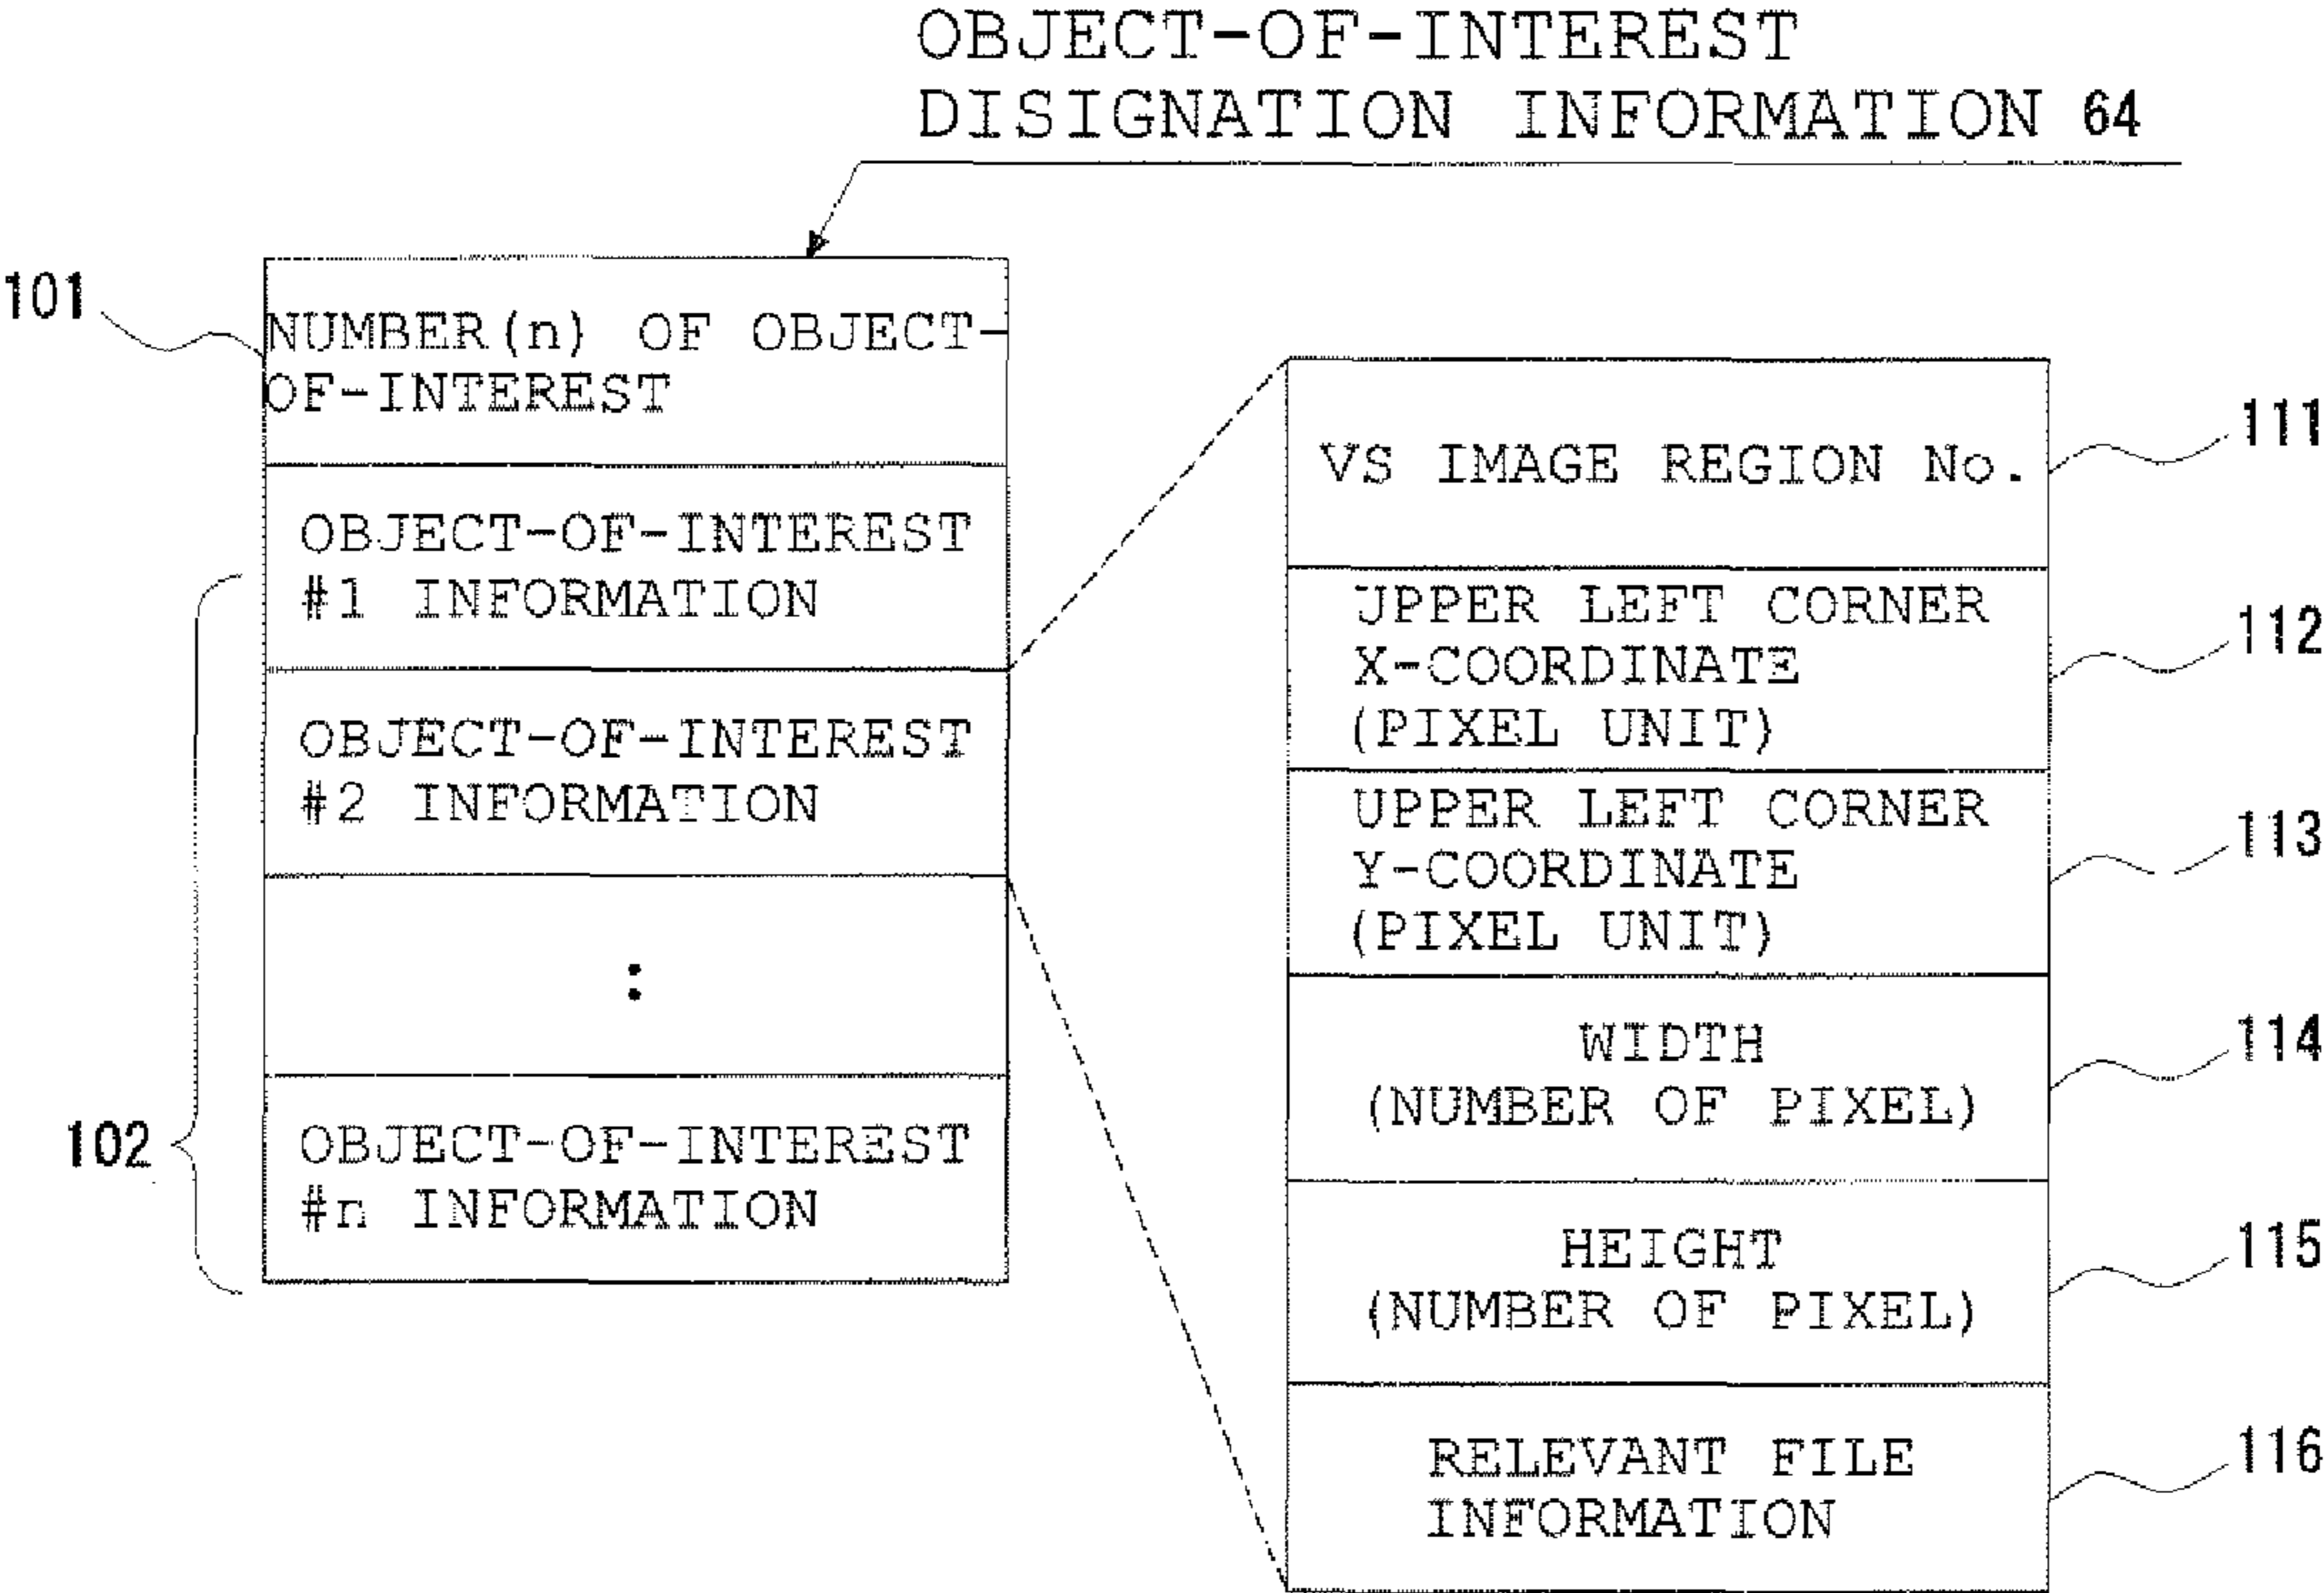 OBJECT-OF-INTEREST
DISIGNATION INFORMATION 64
101
NUMBER(n) OF OBJECT-
OF-INTEREST
OBJECT-OF-INTEREST
#1 INFORMATION
OBJECT-OF-INTEREST
#2 INFORMATION
:
OBJECT-OF-INTEREST
#n INFORMATION
102
VS IMAGE REGION No.
111
JPPER LEFT CORNER
X-COORDINATE
(PIXEL UNIT)
112
UPPER LEFT CORNER
Y-COORDINATE
(PIXEL UNIT)
113
WIDTH
(NUMBER OF PIXEL)
114
HEIGHT
(NUMBER OF PIXEL)
115
RELEVANT FILE
INFORMATION
116